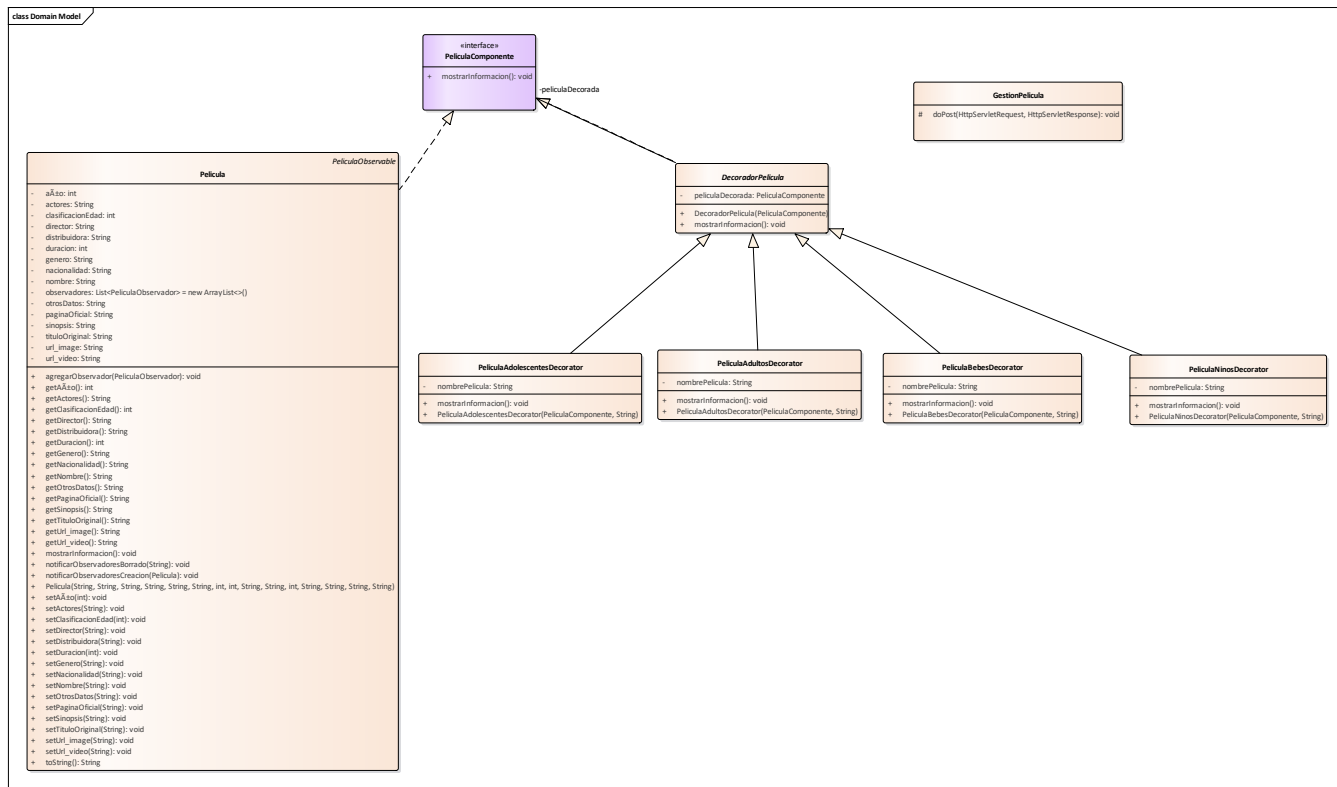 class Domain Model
«interface»
PeliculaComponente
+ mostrarInformacion(): void
-peliculaDecorada
GestionPelicula
# doPost(HttpServletRequest, HttpServletResponse): void
PeliculaObservable
Pelicula
- aÃ±o: int
- actores: String
- clasificacionEdad: int
- director: String
- distribuidora: String
- duracion: int
- genero: String
- nacionalidad: String
- nombre: String
- observadores: List<PeliculaObservador> = new ArrayList<>()
- otrosDatos: String
- paginaOficial: String
- sinopsis: String
- tituloOriginal: String
- url_image: String
- url_video: String
+ agregarObservador(PeliculaObservador): void
+ getAÃ±o(): int
+ getActores(): String
+ getClasificacionEdad(): int
+ getDirector(): String
+ getDistribuidora(): String
+ getDuracion(): int
+ getGenero(): String
+ getNacionalidad(): String
+ getNombre(): String
+ getOtrosDatos(): String
+ getPaginaOficial(): String
+ getSinopsis(): String
+ getTituloOriginal(): String
+ getUrl_image(): String
+ getUrl_video(): String
+ mostrarInformacion(): void
+ notificarObservadoresBorrado(String): void
+ notificarObservadoresCreacion(Pelicula): void
+ Pelicula(String, String, String, String, String, String, int, int, String, String, int, String, String, String, String)
+ setAÃ±o(int): void
+ setActores(String): void
+ setClasificacionEdad(int): void
+ setDirector(String): void
+ setDistribuidora(String): void
+ setDuracion(int): void
+ setGenero(String): void
+ setNacionalidad(String): void
+ setNombre(String): void
+ setOtrosDatos(String): void
+ setPaginaOficial(String): void
+ setSinopsis(String): void
+ setTituloOriginal(String): void
+ setUrl_image(String): void
+ setUrl_video(String): void
+ toString(): String
DecoradorPelicula
- peliculaDecorada: PeliculaComponente
+ DecoradorPelicula(PeliculaComponente)
+ mostrarInformacion(): void
PeliculaAdolescentesDecorator
- nombrePelicula: String
+ mostrarInformacion(): void
+ PeliculaAdolescentesDecorator(PeliculaComponente, String)
PeliculaAdultosDecorator
- nombrePelicula: String
+ mostrarInformacion(): void
+ PeliculaAdultosDecorator(PeliculaComponente, String)
PeliculaBebesDecorator
- nombrePelicula: String
+ mostrarInformacion(): void
+ PeliculaBebesDecorator(PeliculaComponente, String)
PeliculaNinosDecorator
- nombrePelicula: String
+ mostrarInformacion(): void
+ PeliculaNinosDecorator(PeliculaComponente, String)